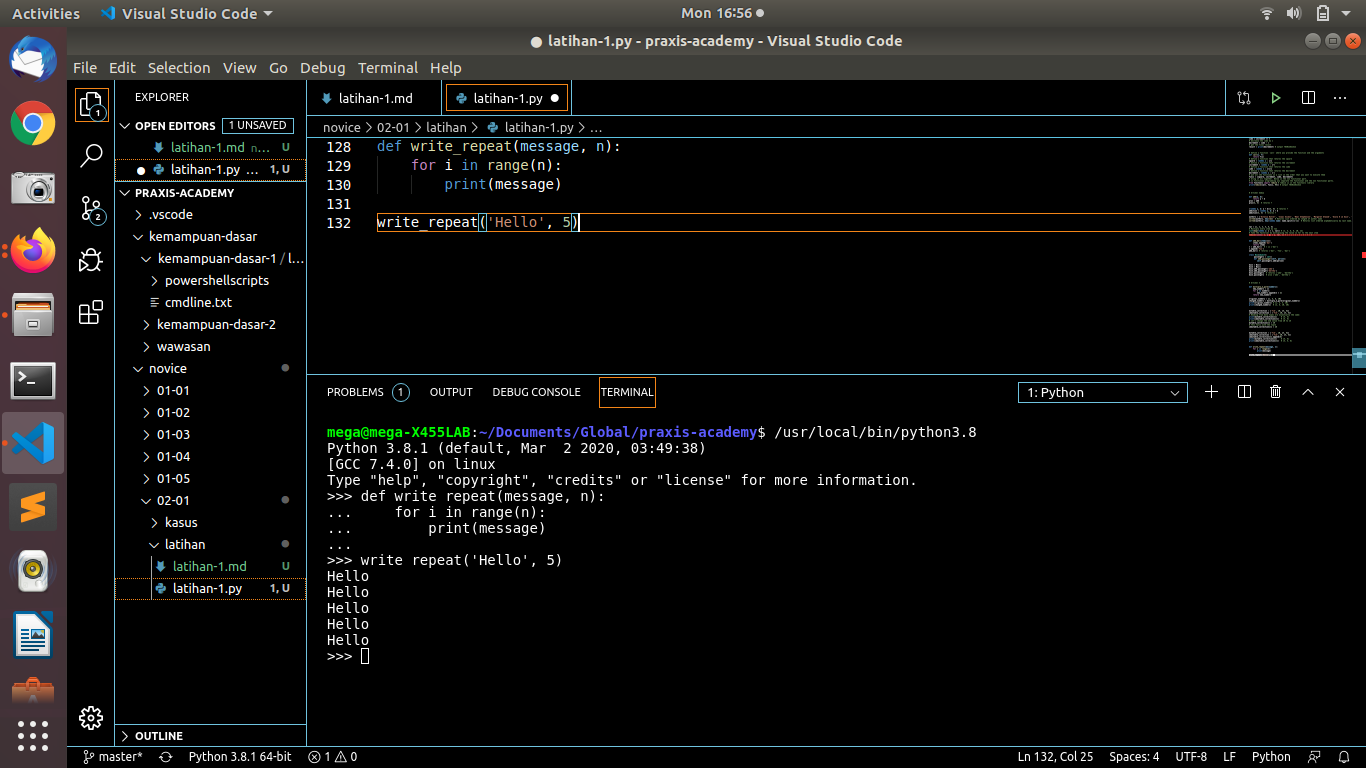 Activities Visual Studio Code Mon 16:56
latihan-1.py - praxis-academy - Visual Studio Code
File Edit Selection View Go Debug Terminal Help
EXPLORER
OPEN EDITORS 1 UNSAVED
latihan-1.md n... U
latihan-1.py ... 1, U
PRAXIS-ACADEMY
.vscode
kemampuan-dasar
kemampuan-dasar-1 / l...
powershellscripts
cmdline.txt
kemampuan-dasar-2
wawasan
novice
01-01
01-02
01-03
01-04
01-05
02-01
kasus
latihan
latihan-1.md U
latihan-1.py 1, U
OUTLINE
1
2
latihan-1.md latihan-1.py
novice > 02-01 > latihan > latihan-1.py > ...
128 def write_repeat(message, n):
129     for i in range(n):
130         print(message)
131
132 write_repeat('Hello', 5)
PROBLEMS 1 OUTPUT DEBUG CONSOLE TERMINAL 1: Python
mega@mega-X455LAB:~/Documents/Global/praxis-academy$ /usr/local/bin/python3.8
Python 3.8.1 (default, Mar  2 2020, 03:49:38)
[GCC 7.4.0] on linux
Type "help", "copyright", "credits" or "license" for more information.
>>> def write repeat(message, n):
...     for i in range(n):
...         print(message)
...
>>> write repeat('Hello', 5)
Hello
Hello
Hello
Hello
Hello
>>>
master* Python 3.8.1 64-bit 1 0 Ln 132, Col 25 Spaces: 4 UTF-8 LF Python